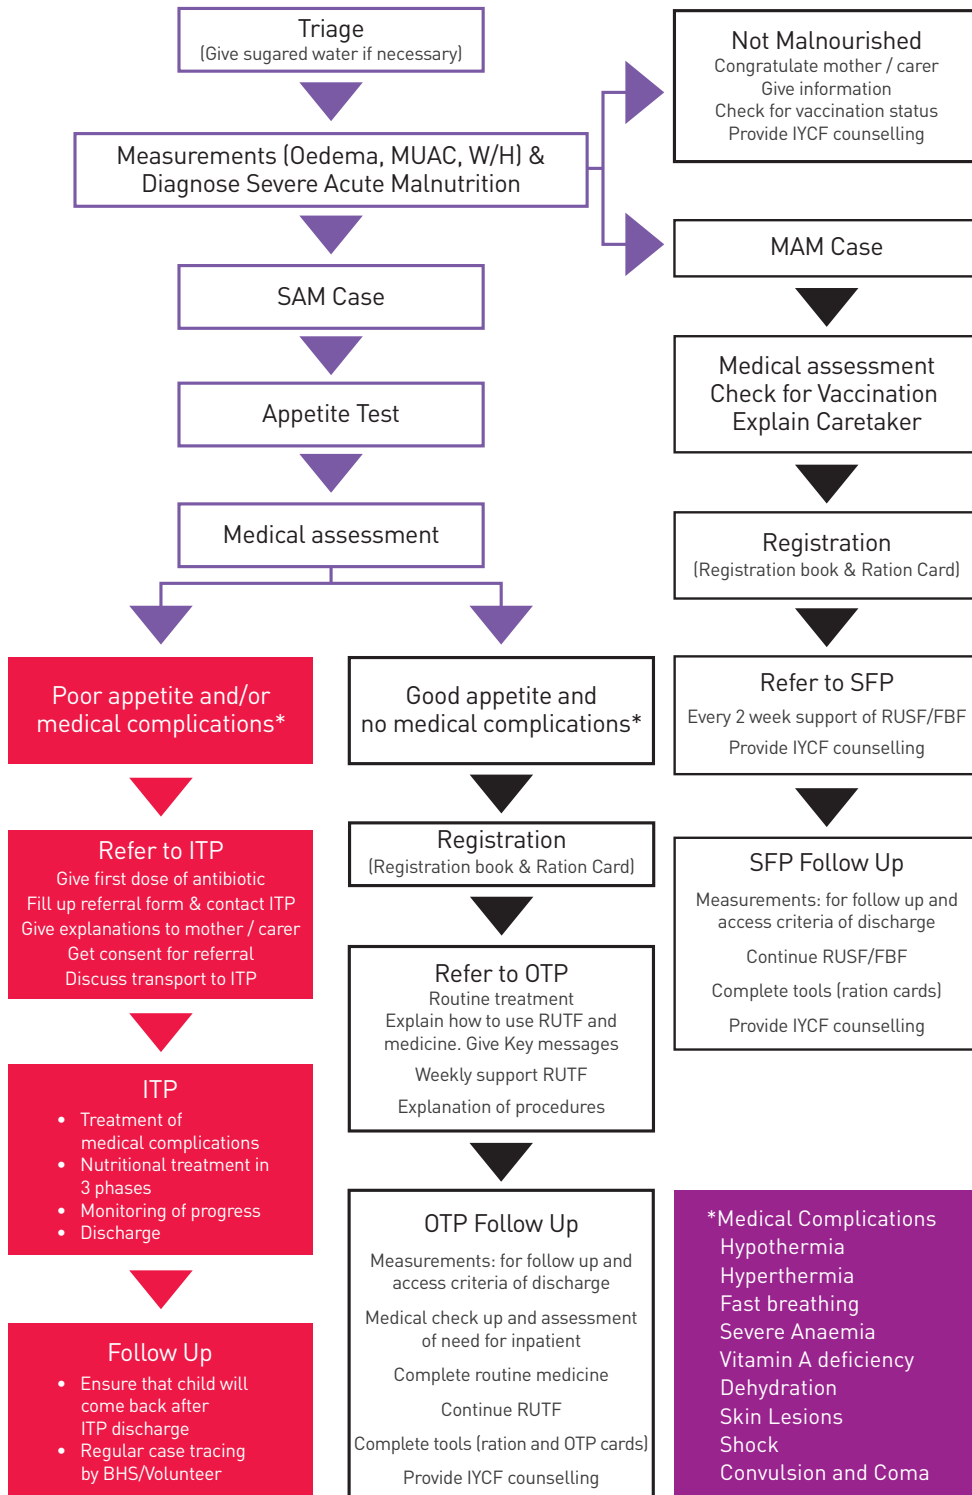 Triage
(Give sugared water if necessary)
Measurements (Oedema, MUAC, W/H) &
Diagnose Severe Acute Malnutrition
Not Malnourished
Congratulate mother / carer
Give information
Check for vaccination status
Provide IYCF counselling
MAM Case
SAM Case
Appetite Test
Medical assessment
Medical assessment
Check for Vaccination
Explain Caretaker
Registration
(Registration book & Ration Card)
Refer to SFP
Every 2 week support of RUSF/FBF
Provide IYCF counselling
SFP Follow Up
Measurements: for follow up and
access criteria of discharge
Continue RUSF/FBF
Complete tools (ration cards)
Provide IYCF counselling
Poor appetite and/or
medical complications*
Refer to ITP
Give first dose of antibiotic
Fill up referral form & contact ITP
Give explanations to mother / carer
Get consent for referral
Discuss transport to ITP
ITP
• Treatment of
medical complications
• Nutritional treatment in
3 phases
• Monitoring of progress
• Discharge
Follow Up
• Ensure that child will
come back after
ITP discharge
• Regular case tracing
by BHS/Volunteer
Good appetite and
no medical complications*
Registration
(Registration book & Ration Card)
Refer to OTP
Routine treatment
Explain how to use RUTF and
medicine. Give Key messages
Weekly support RUTF
Explanation of procedures
OTP Follow Up
Measurements: for follow up and
access criteria of discharge
Medical check up and assessment
of need for inpatient
Complete routine medicine
Continue RUTF
Complete tools (ration and OTP cards)
Provide IYCF counselling
*Medical Complications
Hypothermia
Hyperthermia
Fast breathing
Severe Anaemia
Vitamin A deficiency
Dehydration
Skin Lesions
Shock
Convulsion and Coma